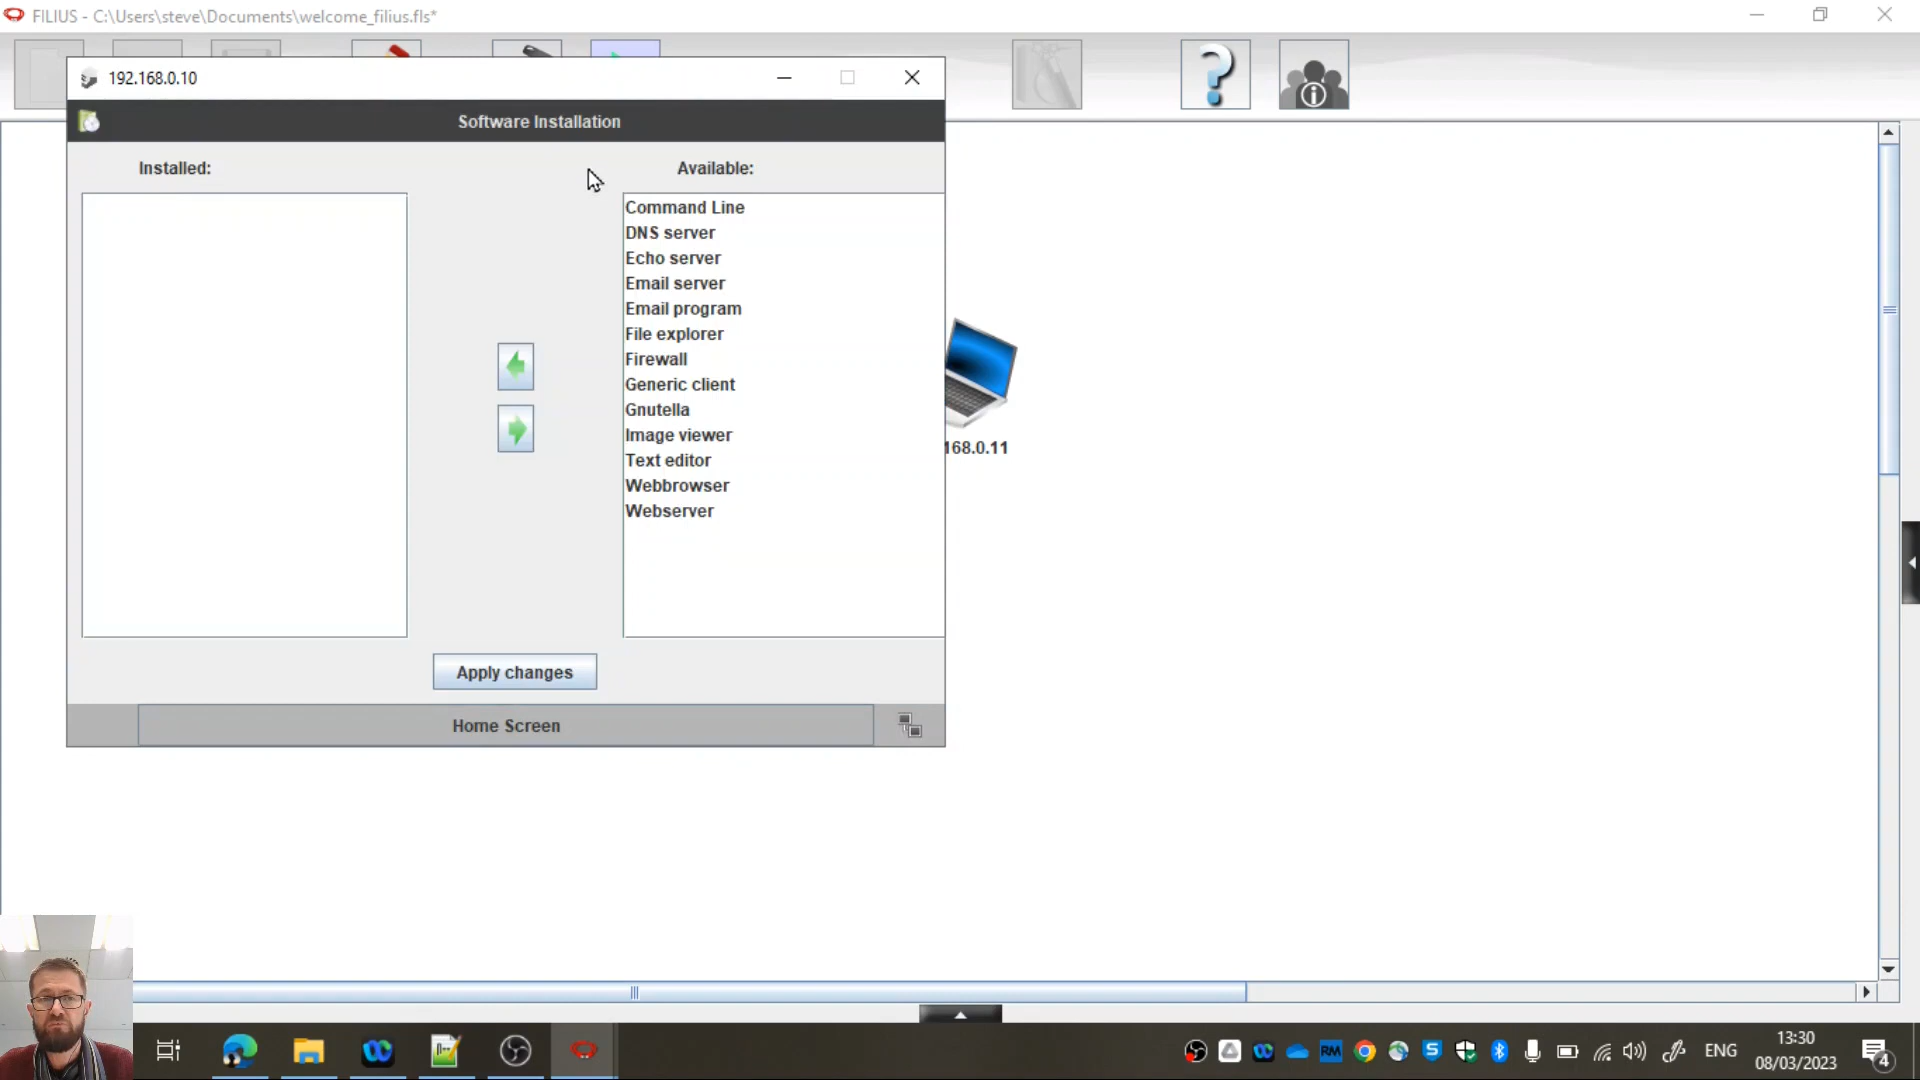 FILIUS - C:\Users\steve\Documents\welcome_filius.fls*
192.168.0.10
Software Installation
Installed:
Available:
Command Line
DNS server
Echo server
Email server
Email program
File explorer
Firewall
Generic client
Gnutella
Image viewer
Text editor
Webbrowser
Webserver
168.0.11
Apply changes
Home Screen
RM
S
ENG
13:30
08/03/2023
4